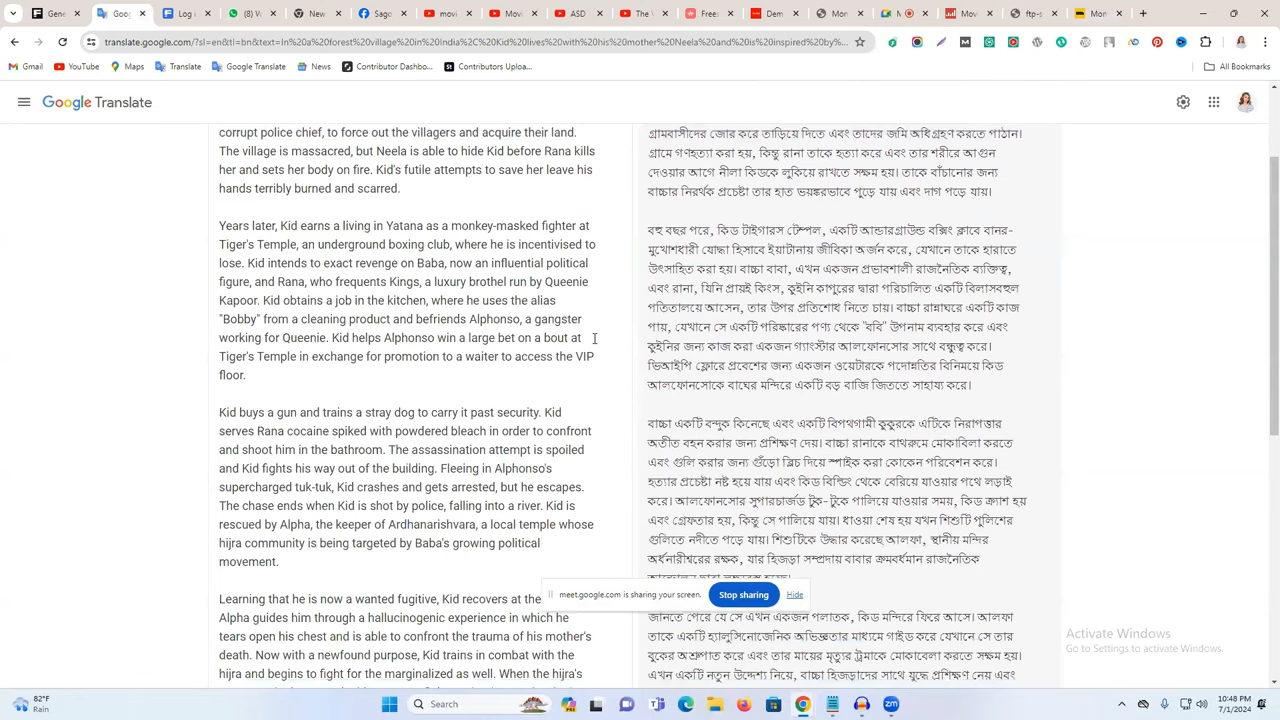 Gene
Goo
Log
(B) V
Face
Sago
Movi
ASD
The V
Frees
Dem
Mor
M
Movi
ftp-s
Mo
translate.google.com/?sl=en&tl=bn&text=In%20a%20forest%20village%20in%20India%2C%20Kid%20lives%20with%20his%20mother%20Neela%20and%20is%20inspired%20by%...
Gmail
YouTube
Maps
Translate
Google Translate
News
Contributor Dashbo...
Contributors Uploa...
All Bookmarks
Google Translate
corrupt police chief, to force out the villagers and acquire their land.
The village is massacred, but Neela is able to hide Kid before Rana kills
her and sets her body on fire. Kid's futile attempts to save her leave his
hands terribly burned and scarred.
Years later, Kid earns a living in Yatana as a monkey-masked fighter at
Tiger's Temple, an underground boxing club, where he is incentivised to
lose. Kid intends to exact revenge on Baba, now an influential political
figure, and Rana, who frequents Kings, a luxury brothel run by Queenie
Kapoor. Kid obtains a job in the kitchen, where he uses the alias
"Bobby" from a cleaning product and befriends Alphonso, a gangster
working for Queenie. Kid helps Alphonso win a large bet on a bout at
Tiger's Temple in exchange for promotion to a waiter to access the VIP
floor.
Kid buys a gun and trains a stray dog to carry it past security. Kid
serves Rana cocaine spiked with powdered bleach in order to confront
and shoot him in the bathroom. The assassination attempt is spoiled
and Kid fights his way out of the building. Fleeing in Alphonso's
supercharged tuk-tuk, Kid crashes and gets arrested, but he escapes.
The chase ends when Kid is shot by police, falling into a river. Kid is
rescued by Alpha, the keeper of Ardhanarishvara, a local temple whose
hijra community is being targeted by Baba's growing political
movement.
Learning that he is now a wanted fugitive, Kid recovers at the
Alpha guides him through a hallucinogenic experience in which he
tears open his chest and is able to confront the trauma of his mother's
death. Now with a newfound purpose, Kid trains in combat with the
hijra and begins to fight for the marginalized as well. When the hijra's
গ্রামবাসীদের জোর করে তাড়িয়ে দিতে এবং তাদের জমি অধিগ্রহণ করতে পাঠান।
গ্রামে গণহত্যা করা হয়, কিন্তু রানা তাকে হত্যা করে এবং তার শরীরে আগুন
দেওয়ার আগে নীলা কিডকে লুকিয়ে রাখতে সক্ষম হয়। তাকে বাঁচানোর জন্য
বাচ্চার নিরর্থক প্রচেষ্টা তার হাত ভয়ঙ্করভাবে পুড়ে যায় এবং দাগ পড়ে যায়।
বহু বছর পরে, কিড টাইগারস টেম্পল, একটি আন্ডারগ্রাউন্ড বক্সিং ক্লাবে বানর-
মুখোশধারী যোদ্ধা হিসাবে ইয়াটানায় জীবিকা অর্জন করে, যেখানে তাকে হারাতে
উৎসাহিত করা হয়। বাচ্চা বাবা, এখন একজন প্রভাবশালী রাজনৈতিক ব্যক্তিত্ব,
এবং রানা, যিনি প্রায়ই কিংস, কুইনি কাপুরের দ্বারা পরিচালিত একটি বিলাসবহুল
পতিতালয়ে আসেন, তার উপর প্রতিশোধ নিতে চায়। বাচ্চা রান্নাঘরে একটি কাজ
পায়, যেখানে সে একটি পরিষ্কারের পণ্য থেকে "ববি" উপনাম ব্যবহার করে এবং
কুইনির জন্য কাজ করা একজন গ্যাংস্টার আলফোনসোর সাথে বন্ধুত্ব করে।
ভিআইপি ফ্লোরে প্রবেশের জন্য একজন ওয়েটারকে পদোন্নতির বিনিময়ে কিড
আলফোনসোকে বাঘের মন্দিরে একটি বড় বাজি জিততে সাহায্য করে।
বাচ্চা একটি বন্দুক কিনেছে এবং একটি বিপথগামী কুকুরকে এটিকে নিরাপত্তার
অতীত বহন করার জন্য প্রশিক্ষণ দেয়। বাচ্চা রানাকে বাথরুমে মোকাবিলা করতে
এবং গুলি করার জন্য গুঁড়ো ব্লিচ দিয়ে স্পাইক করা কোকেন পরিবেশন করে।
হত্যার প্রচেষ্টা নষ্ট হয়ে যায় এবং কিড বিল্ডিং থেকে বেরিয়ে যাওয়ার পথে লড়াই
করে। আলফোনসোর সুপারচার্জড টুক-টুকে পালিয়ে যাওয়ার সময়, কিড ক্র্যাশ হয়
এবং গ্রেফতার হয়, কিন্তু সে পালিয়ে যায়। ধাওয়া শেষ হয় যখন শিশুটি পুলিশের
গুলিতে নদীতে পড়ে যায়। শিশুটিকে উদ্ধার করেছে আলফা, স্থানীয় মন্দির
অর্ধনারীশ্বরের রক্ষক, যার হিজড়া সম্প্রদায় বাবার ক্রমবর্ধমান রাজনৈতিক
জানতে পেরে যে সে এখন একজন পলাতক, কিড মন্দিরে ফিরে আসে। আলফা
তাকে একটি হ্যালুসিনোজেনিক অভিজ্ঞতার মাধ্যমে গাইড করে যেখানে সে তার
বুকের অশ্রুপাত করে এবং তার মায়ের মৃত্যুর ট্রমাকে মোকাবেলা করতে সক্ষম হয়।
এখন একটি নতুন উদ্দেশ্য নিয়ে, বাচ্চা হিজড়াদের সাথে যুদ্ধে প্রশিক্ষণ নেয় এবং
meet.google.com is sharing your screen.
Stop sharing
Hide
Activate Windows
Go to Settings to activate Windows.
82°F
Rain
Search
10:48 PM
7/1/2024